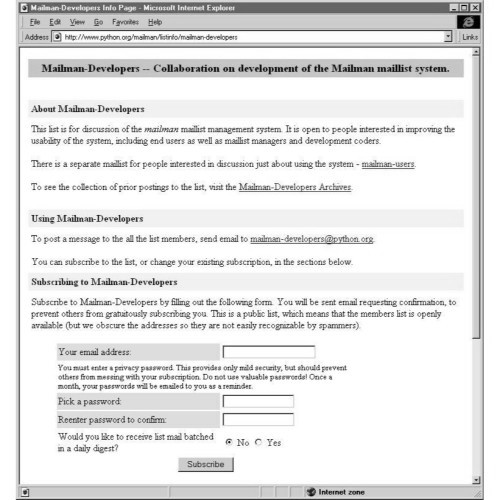 Mailman-Developers Info Page - Microsoft Internet Explorer
File Edit View Go Favorites Help
Address http://www.python.org/mailman/listinfo/mailman-developers Links
Mailman-Developers -- Collaboration on development of the Mailman maillist system.
About Mailman-Developers
This list is for discussion of the mailman maillist management system. It is open to people interested in improving the
usability of the system, including end users as well as maillist managers and development coders.
There is a separate maillist for people interested in discussion just about using the system - mailman-users.
To see the collection of prior postings to the list, visit the Mailman-Developers Archives.
Using Mailman-Developers
To post a message to the all the list members, send email to mailman-developers@python.org.
You can subscribe to the list, or change your existing subscription, in the sections below.
Subscribing to Mailman-Developers
Subscribe to Mailman-Developers by filling out the following form. You will be sent email requesting confirmation, to
prevent others from gratuitously subscribing you. This is a public list, which means that the members list is openly
available (but we obscure the addresses so they are not easily recognizable by spammers).
Your email address:
You must enter a privacy password. This provides only mild security, but should prevent
others from messing with your subscription. Do not use valuable passwords! Once a
month, your passwords will be emailed to you as a reminder.
Pick a password:
Reenter password to confirm:
Would you like to receive list mail batched
in a daily digest? No Yes
Subscribe
Internet zone